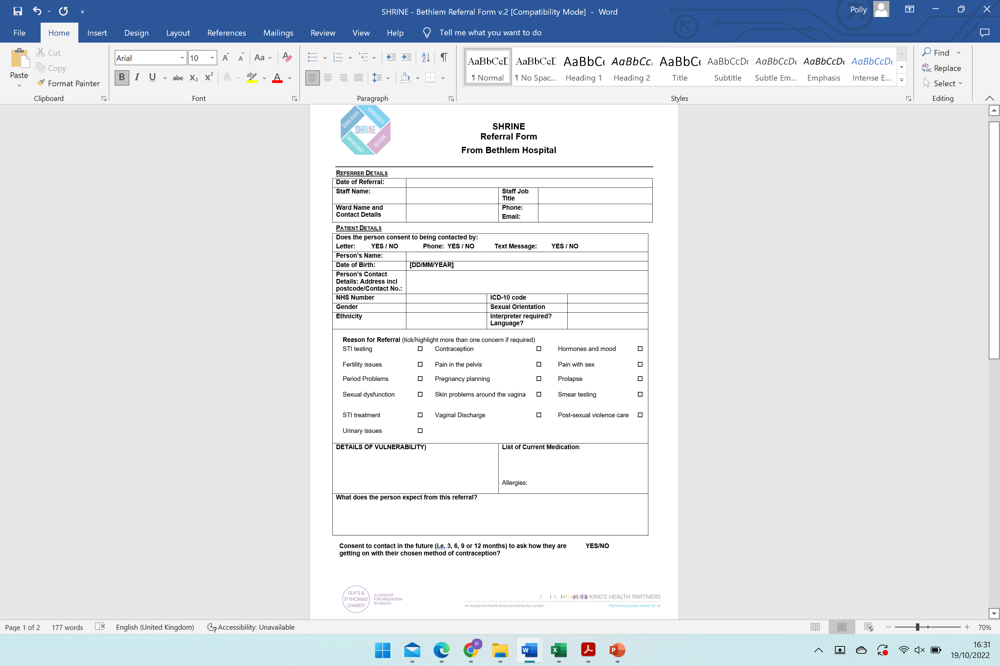 SHRINE - Bethlem Referral Form v.2 [Compatibility Mode] - Word
Polly
File Home Insert Design Layout References Mailings Review View Help Tell me what you want to do
Paste
Cut
Copy
Format Painter
Clipboard
Arial 10
Font
Paragraph
AaBbCcD AaBbCcD AaBbCc AaBbCc AaBbCc AaBbCcDc AaBbCcDc AaBbCcDc AaBbCcDc
¶ Normal ¶ No Spac... Heading 1 Heading 2 Title Subtitle Subtle Em... Emphasis Intense E...
Styles
Find
Replace
Select
Editing
SEXUAL HEALTH
HUMAN RIGHTS
SHRINE
EMPOWERMENT
INCLUSION
SHRINE
Referral Form
From Bethlem Hospital
REFERRER DETAILS
Date of Referral:
Staff Name: Staff Job Title
Ward Name and Contact Details Phone:
Email:
PATIENT DETAILS
Does the person consent to being contacted by:
Letter: YES / NO Phone: YES / NO Text Message: YES / NO
Person's Name:
Date of Birth: [DD/MM/YEAR]
Person's Contact
Details: Address incl
postcode/Contact No.:
NHS Number ICD-10 code
Gender Sexual Orientation
Ethnicity Interpreter required?
Language?
Reason for Referral (tick/highlight more than one concern if required)
STI testing ☐ Contraception ☐ Hormones and mood ☐
Fertility issues ☐ Pain in the pelvis ☐ Pain with sex ☐
Period Problems ☐ Pregnancy planning ☐ Prolapse ☐
Sexual dysfunction ☐ Skin problems around the vagina ☐ Smear testing ☐
STI treatment ☐ Vaginal Discharge ☐ Post-sexual violence care ☐
Urinary issues ☐
DETAILS OF VULNERABILITY) List of Current Medication:
Allergies:
What does the person expect from this referral?
Consent to contact in the future (i.e. 3, 6, 9 or 12 months) to ask how they are YES/NO
getting on with their chosen method of contraception?
GUY'S &
ST THOMAS'
CHARITY
A CATALYST
FOR INNOVATION
IN HEALTH
KING'S HEALTH PARTNERS
An Academic Health Sciences Centre for London Pioneering better health for all
Page 1 of 2 177 words English (United Kingdom) Accessibility: Unavailable 70%
16:31
19/10/2022